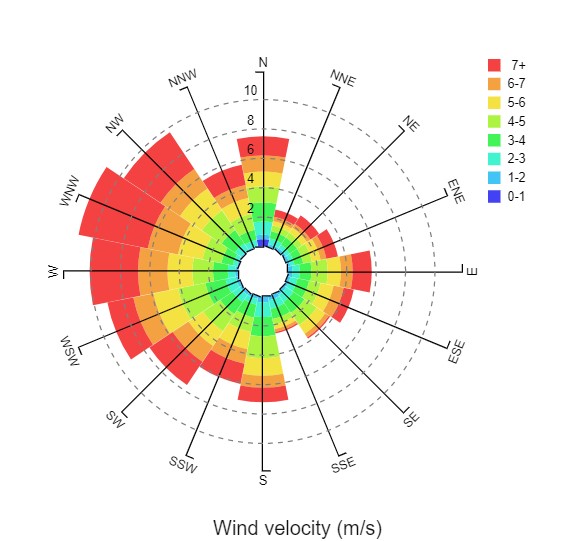 N
NNE
NE
ENE
E
ESE
SE
SSE
S
SSW
SW
WSW
W
WNW
NW
NNW
10
8
6
4
2
7+
6-7
5-6
4-5
3-4
2-3
1-2
0-1
Wind velocity (m/s)